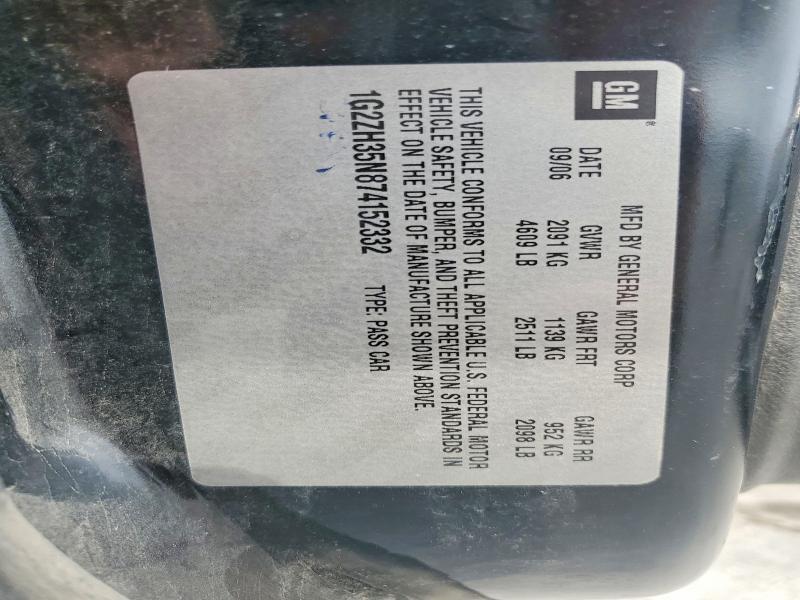 GM®
MFD BY GENERAL MOTORS CORP
DATE GVWR GAWR FRT GAWR RR
09/06 2091 KG 1139 KG 952 KG
4609 LB 2511 LB 2098 LB
THIS VEHICLE CONFORMS TO ALL APPLICABLE U.S. FEDERAL MOTOR
VEHICLE SAFETY, BUMPER, AND THEFT PREVENTION STANDARDS IN
EFFECT ON THE DATE OF MANUFACTURE SHOWN ABOVE.
1G2ZH35N874152332 TYPE: PASS CAR